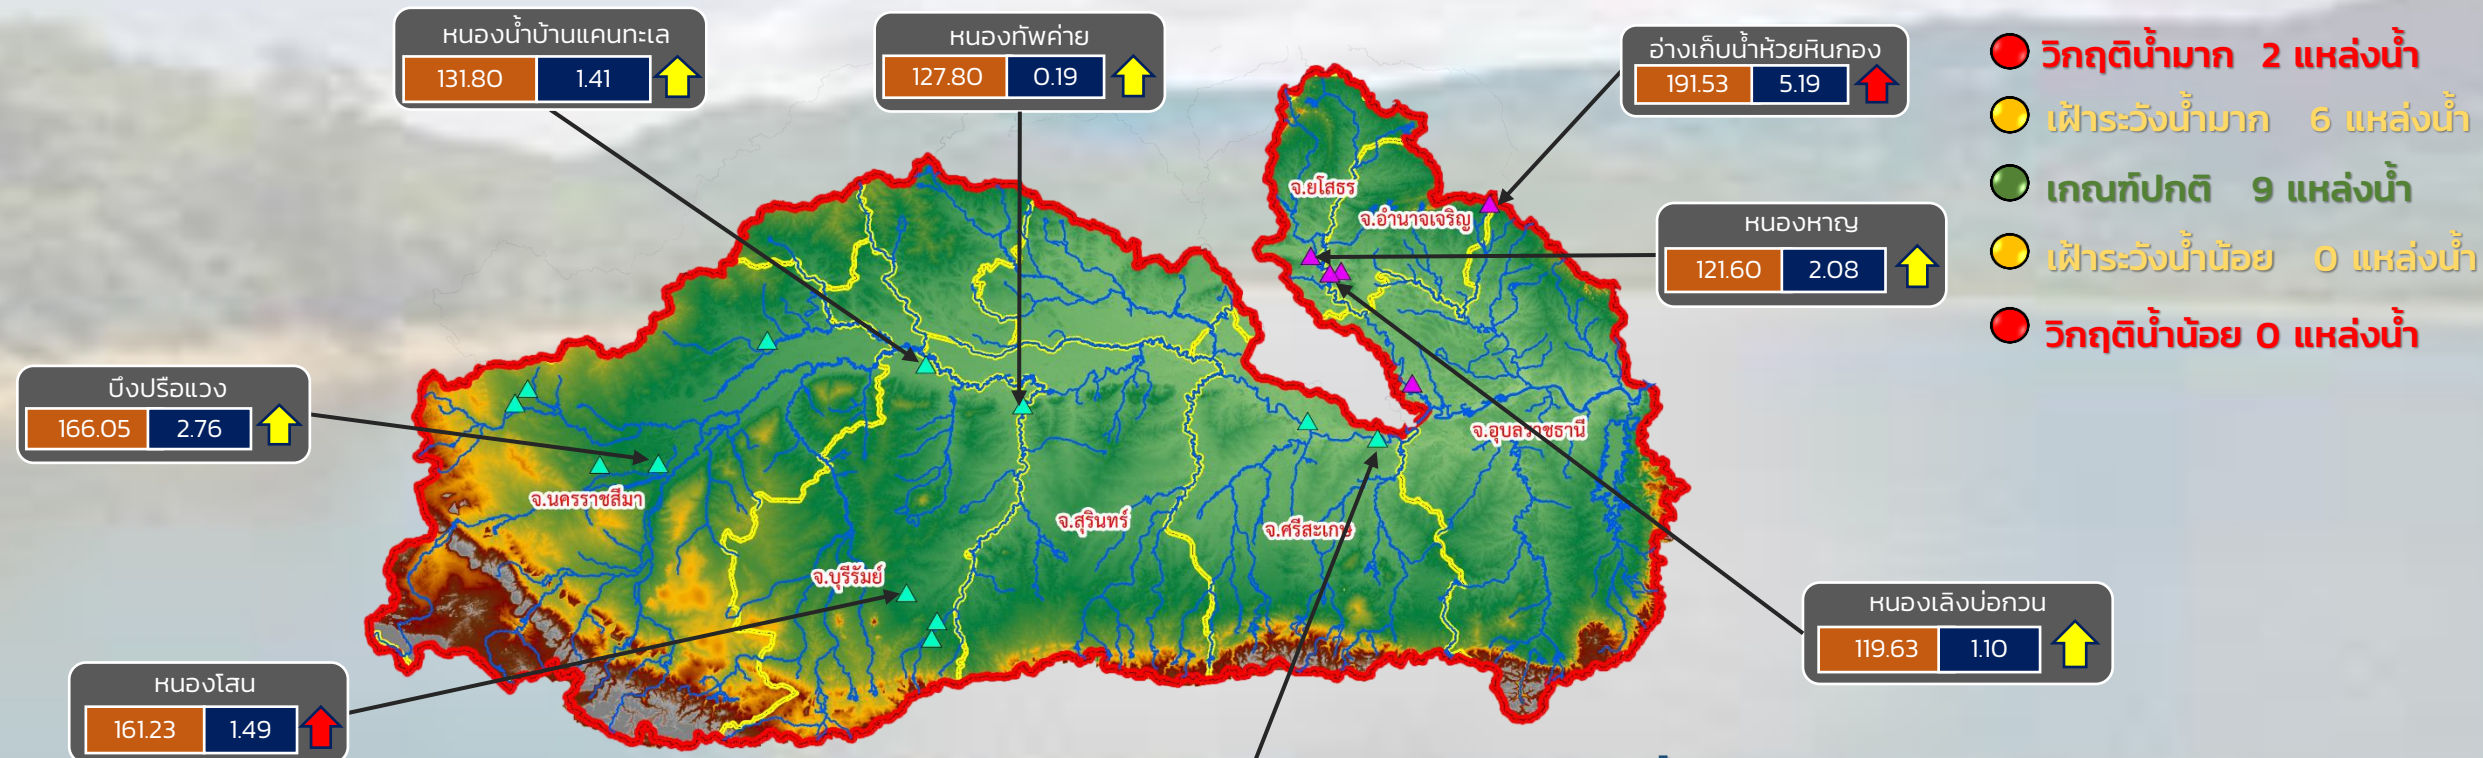 หนองน้ำบ้านแคนทะเล
131.80 1.41
หนองทัพค่าย
127.80 0.19
อ่างเก็บน้ำห้วยหินกอง
191.53 5.19
วิกฤติน้ำมาก 2 แหล่งน้ำ
เฝ้าระวังน้ำมาก 6 แหล่งน้ำ
เกณฑ์ปกติ 9 แหล่งน้ำ
เฝ้าระวังน้ำน้อย 0 แหล่งน้ำ
วิกฤติน้ำน้อย 0 แหล่งน้ำ
จ.ยโสธร
จ.อำนาจเจริญ
หนองหาญ
121.60 2.08
บึงปรือแวง
166.05 2.76
จ.อุบลราชธานี
จ.นครราชสีมา
จ.สุรินทร์
จ.ศรีสะเกษ
จ.บุรีรัมย์
หนองเลิงบ่อกวน
119.63 1.10
หนองโสน
161.23 1.49